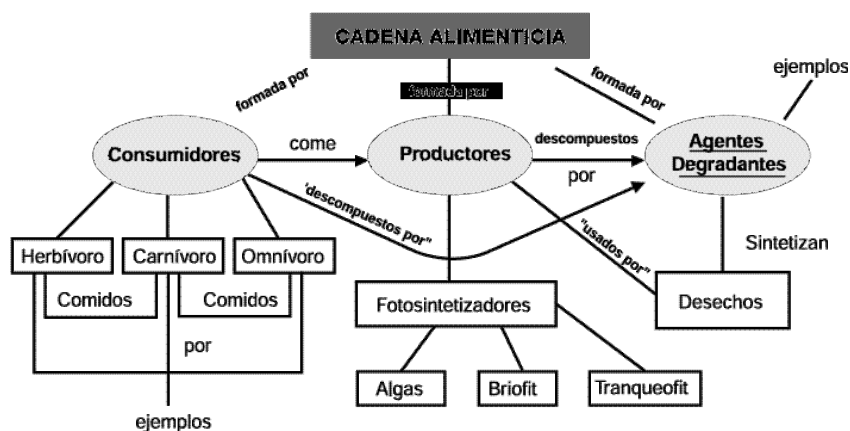 CADENA ALIMENTICIA
formada por
formada por
formada por
ejemplos
Consumidores
come
Productores
descompuestos
por
Agentes
Degradantes
'descompuestos por"
"usados por"
Sintetizan
Herbívoro
Carnívoro
Omnívoro
Comidos
Comidos
por
ejemplos
Fotosintetizadores
Desechos
Algas
Briofit
Tranqueofit